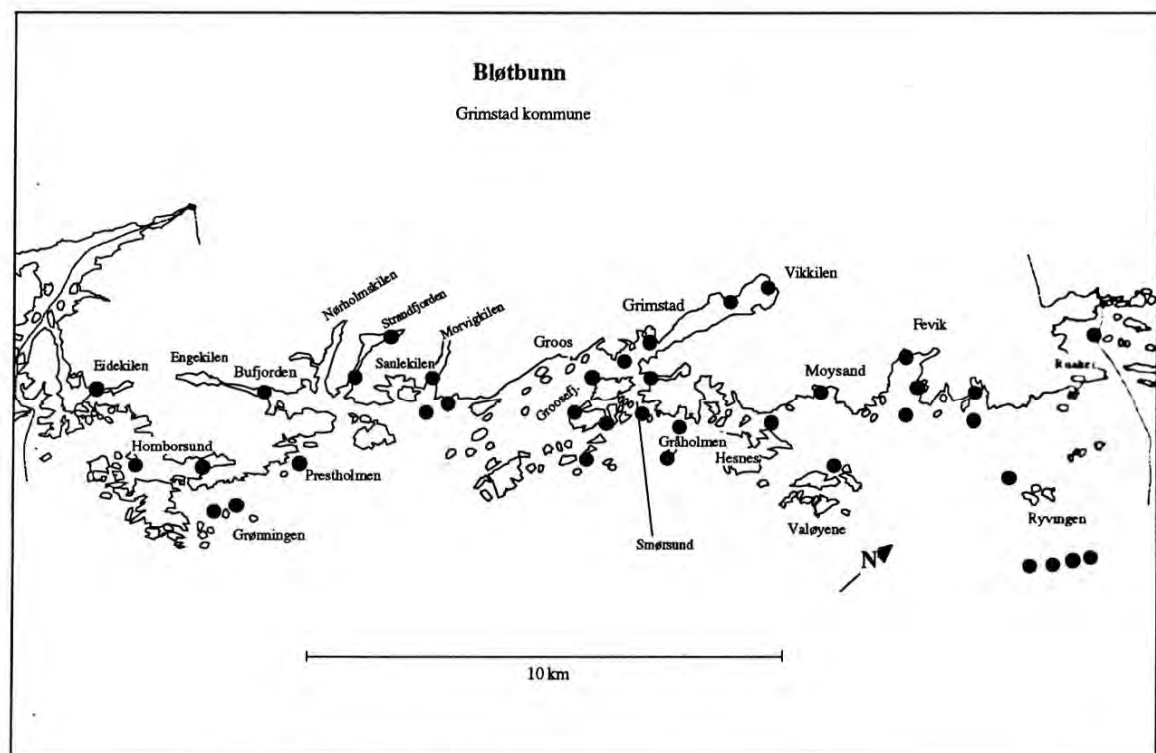 Bløtbunn
Grimstad kommune
Nørholmskilen
Strandfjorden
Morvigkilen
Vikkilen
Grimstad
Groos
Fevik
Eidekilen
Engekilen
Bufjorden
Saulekilen
Moysand
Groosefj.
Homborsund
Prestholmen
Gråholmen
Hesnes
Grønningen
Smørsund
Valøyene
Ryvingen
N
10 km